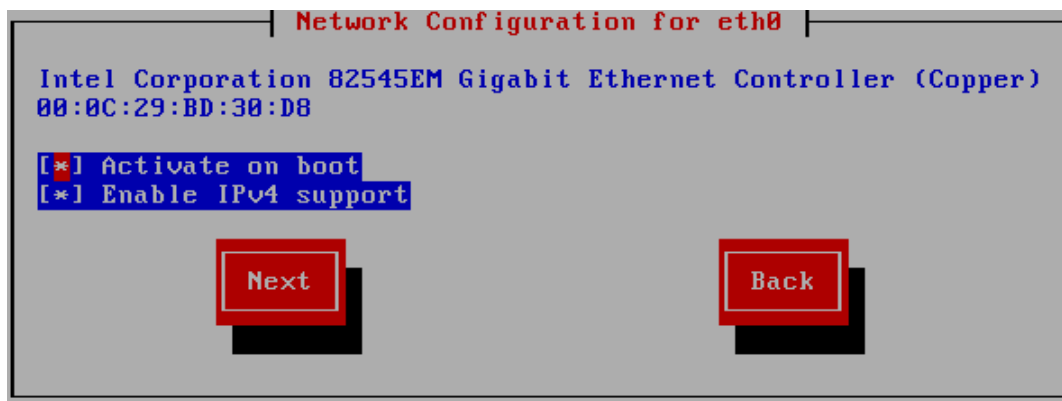 Network Configuration for eth0
Intel Corporation 82545EM Gigabit Ethernet Controller (Copper)
00:0C:29:BD:30:D8
[*] Activate on boot
[*] Enable IPv4 support
Next Back